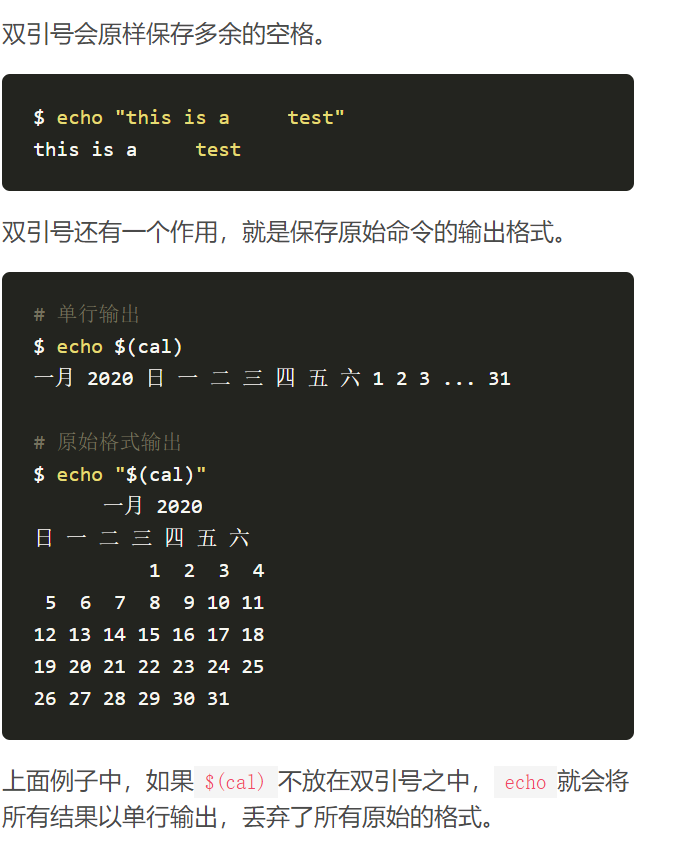 双引号会原样保存多余的空格。
$ echo "this is a     test"
this is a     test
双引号还有一个作用，就是保存原始命令的输出格式。
# 单行输出
$ echo $(cal)
一月 2020 日 一 二 三 四 五 六 1 2 3 ... 31
# 原始格式输出
$ echo "$(cal)"
      一月 2020
日 一 二 三 四 五 六
          1  2  3  4
 5  6  7  8  9 10 11
12 13 14 15 16 17 18
19 20 21 22 23 24 25
26 27 28 29 30 31
上面例子中，如果 $(cal) 不放在双引号之中， echo 就会将
所有结果以单行输出，丢弃了所有原始的格式。